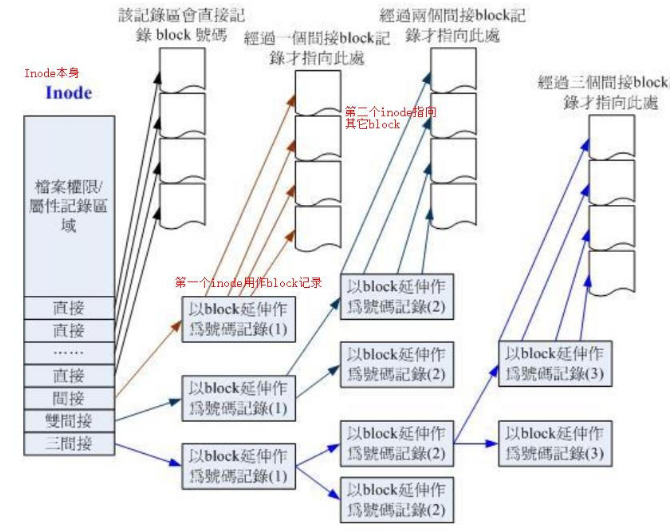 該記錄區會直接記
錄 block 號碼
經過一個間接block記
錄才指向此處
經過兩個間接block記
錄才指向此處
經過三個間接block記
錄才指向此處
Inode本身
Inode
第二个inode指向
其它block
檔案權限/
屬性記錄區
域
第一个inode用作block记录
直接
直接
……
直接
間接
雙間接
三間接
以block延伸作
爲號碼記錄(1)
以block延伸作
爲號碼記錄(2)
以block延伸作
爲號碼記錄(1)
以block延伸作
爲號碼記錄(2)
以block延伸作
爲號碼記錄(3)
以block延伸作
爲號碼記錄(1)
以block延伸作
爲號碼記錄(2)
以block延伸作
爲號碼記錄(3)
以block延伸作
爲號碼記錄(2)